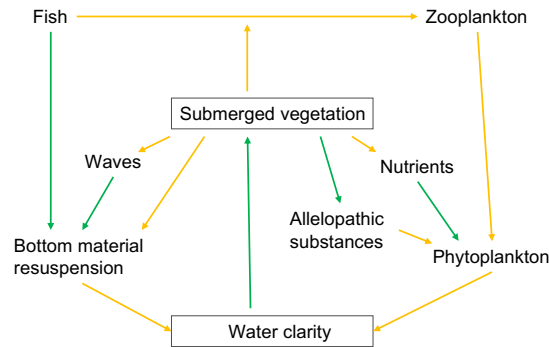 Fish
Zooplankton
Submerged vegetation
Waves
Nutrients
Allelopathic
substances
Bottom material
resuspension
Phytoplankton
Water clarity